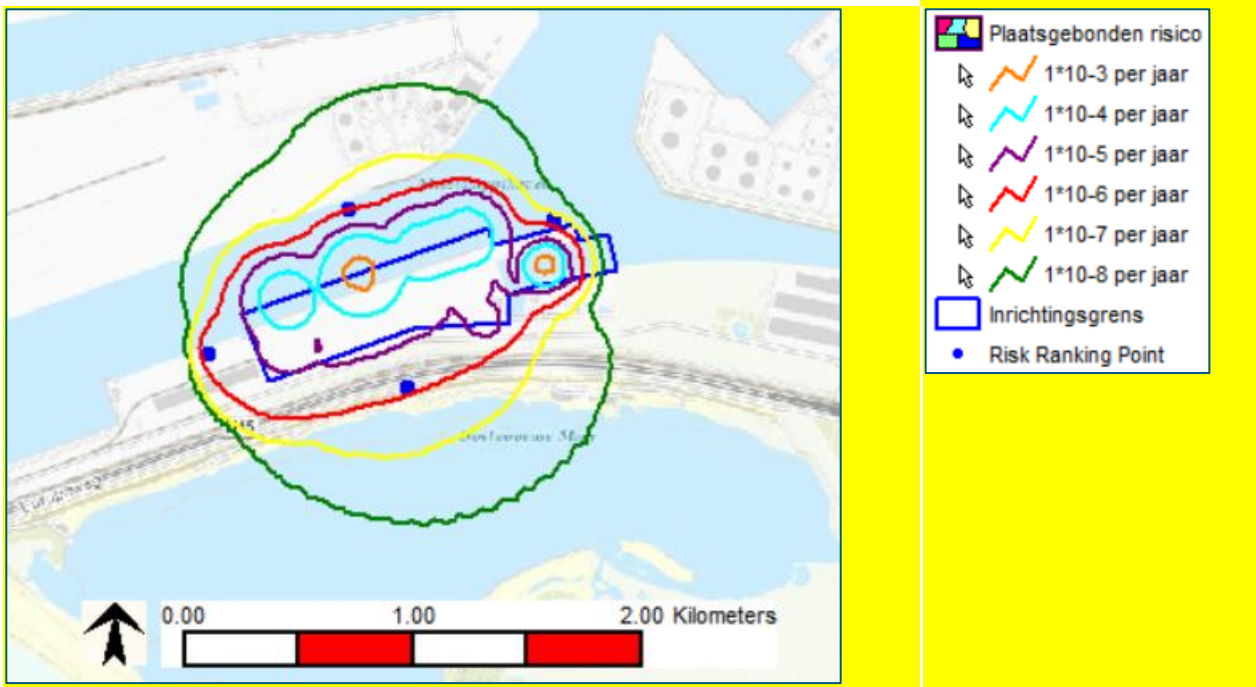 0.00 1.00 2.00 Kilometers
Plaatsgebonden risico
1*10-3 per jaar
1*10-4 per jaar
1*10-5 per jaar
1*10-6 per jaar
1*10-7 per jaar
1*10-8 per jaar
Inrichtingsgrens
Risk Ranking Point